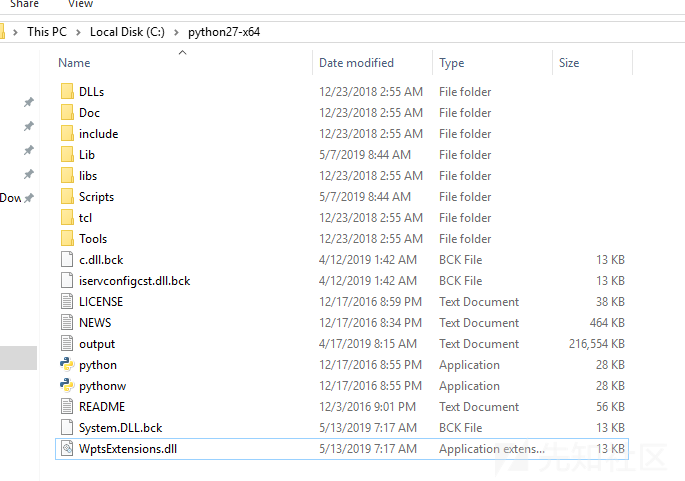 Share View
This PC > Local Disk (C:) > python27-x64
Name Date modified Type Size
DLLs 12/23/2018 2:55 AM File folder
Doc 12/23/2018 2:55 AM File folder
include 12/23/2018 2:55 AM File folder
Lib 5/7/2019 8:44 AM File folder
libs 12/23/2018 2:55 AM File folder
Scripts 5/7/2019 8:44 AM File folder
Dow tcl 12/23/2018 2:55 AM File folder
Tools 12/23/2018 2:55 AM File folder
c.dll.bck 4/12/2019 1:42 AM BCK File 13 KB
iservconfigcst.dll.bck 4/12/2019 1:42 AM BCK File 13 KB
LICENSE 12/17/2016 8:59 PM Text Document 38 KB
NEWS 12/17/2016 8:34 PM Text Document 464 KB
output 4/17/2019 8:15 AM Text Document 216,554 KB
python 12/17/2016 8:55 PM Application 28 KB
pythonw 12/17/2016 8:55 PM Application 28 KB
README 12/3/2016 9:01 PM Text Document 56 KB
System.DLL.bck 5/13/2019 7:17 AM BCK File 13 KB
WptsExtensions.dll 5/13/2019 7:17 AM Application extens... 13 KB
先知社区